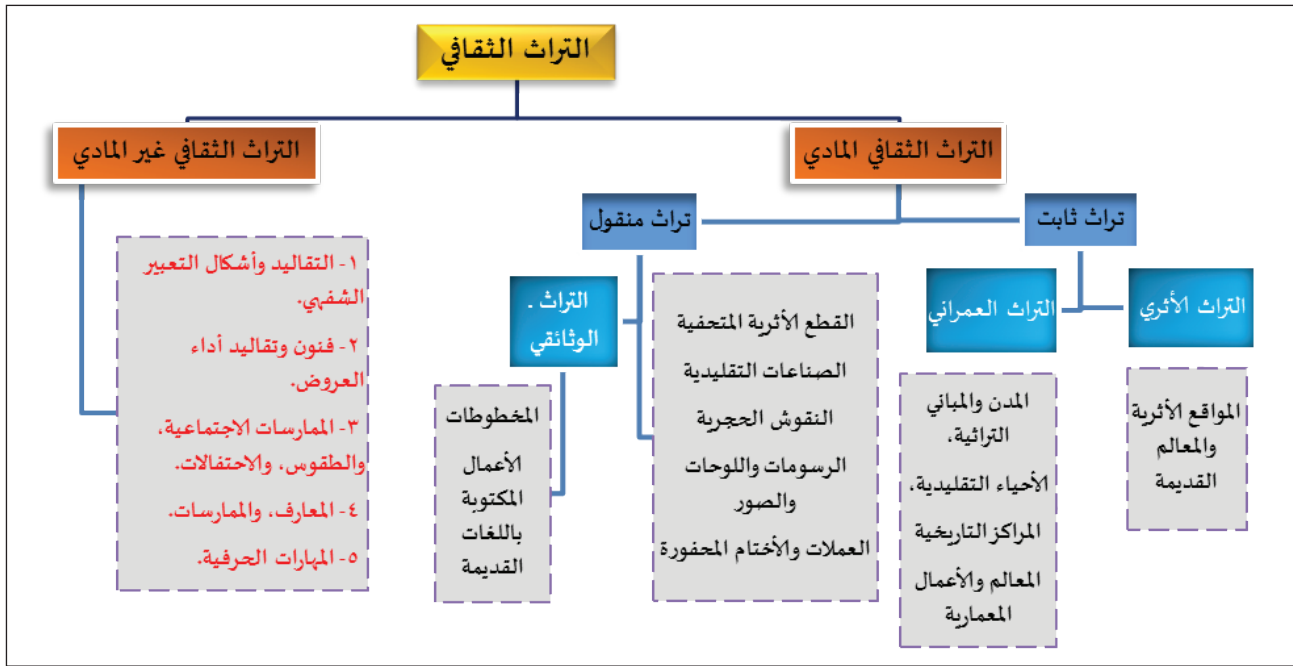 التراث الثقافي
التراث الثقافي المادي
التراث الثقافي غير المادي
تراث ثابت
تراث منقول
التراث الأثري
التراث العمراني
المواقع الأثرية
والمعالم
القديمة
المدن والمباني
التراثية،
الأحياء التقليدية،
المراكز التاريخية
المعالم والأعمال
المعمارية
القطع الأثرية المتحفية
الصناعات التقليدية
النقوش الحجرية
الرسومات واللوحات
والصور
العملات والأختام المحفورة
التراث ـ
الوثائقي
المخطوطات
الأعمال
المكتوبة
باللغات
القديمة
١- التقاليد وأشكال التعبير
الشفهي.
٢- فنون وتقاليد أداء
العروض.
٣- الممارسات الاجتماعية،
والطقوس، والاحتفالات.
٤- المعارف، والممارسات.
٥- المهارات الحرفية.